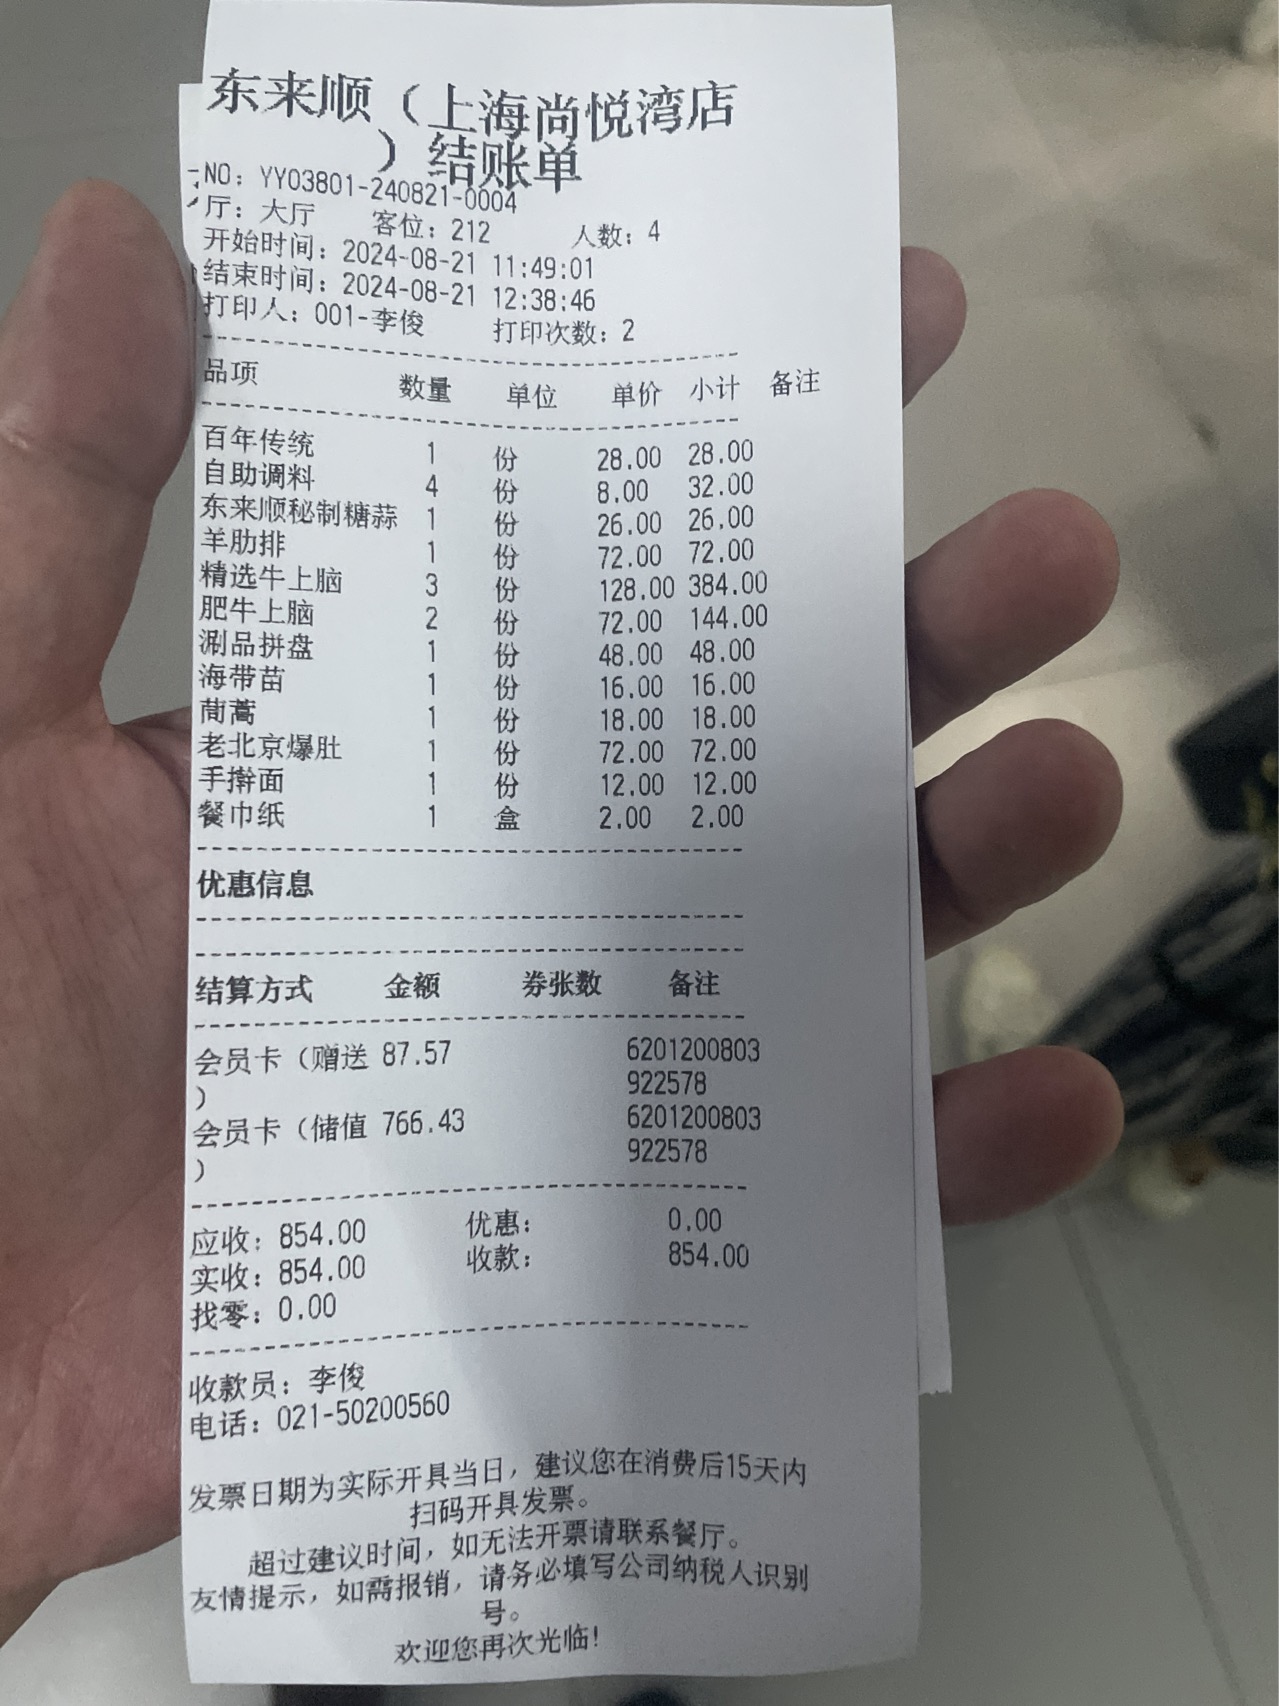 东来顺（上海尚悦湾店
）结账单
NO：YY03801-240821-0004
厅：大厅 客位：212 人数：4
开始时间：2024-08-21 11:49:01
结束时间：2024-08-21 12:38:46
打印人：001-李俊 打印次数：2
品项 数量 单位 单价 小计 备注
百年传统 1 份 28.00 28.00
自助调料 4 份 8.00 32.00
东来顺秘制糖蒜 1 份 26.00 26.00
羊肋排 1 份 72.00 72.00
精选牛上脑 3 份 128.00 384.00
肥牛上脑 2 份 72.00 144.00
涮品拼盘 1 份 48.00 48.00
海带苗 1 份 16.00 16.00
茼蒿 1 份 18.00 18.00
老北京爆肚 1 份 72.00 72.00
手擀面 1 份 12.00 12.00
餐巾纸 1 盒 2.00 2.00
优惠信息
结算方式 金额 券张数 备注
会员卡（赠送 87.57 6201200803
） 922578
会员卡（储值 766.43 6201200803
） 922578
应收：854.00 优惠： 0.00
实收：854.00 收款： 854.00
找零：0.00
收款员：李俊
电话：021-50200560
发票日期为实际开具当日，建议您在消费后15天内
扫码开具发票。
超过建议时间，如无法开票请联系餐厅。
友情提示，如需报销，请务必填写公司纳税人识别
号。
欢迎您再次光临！